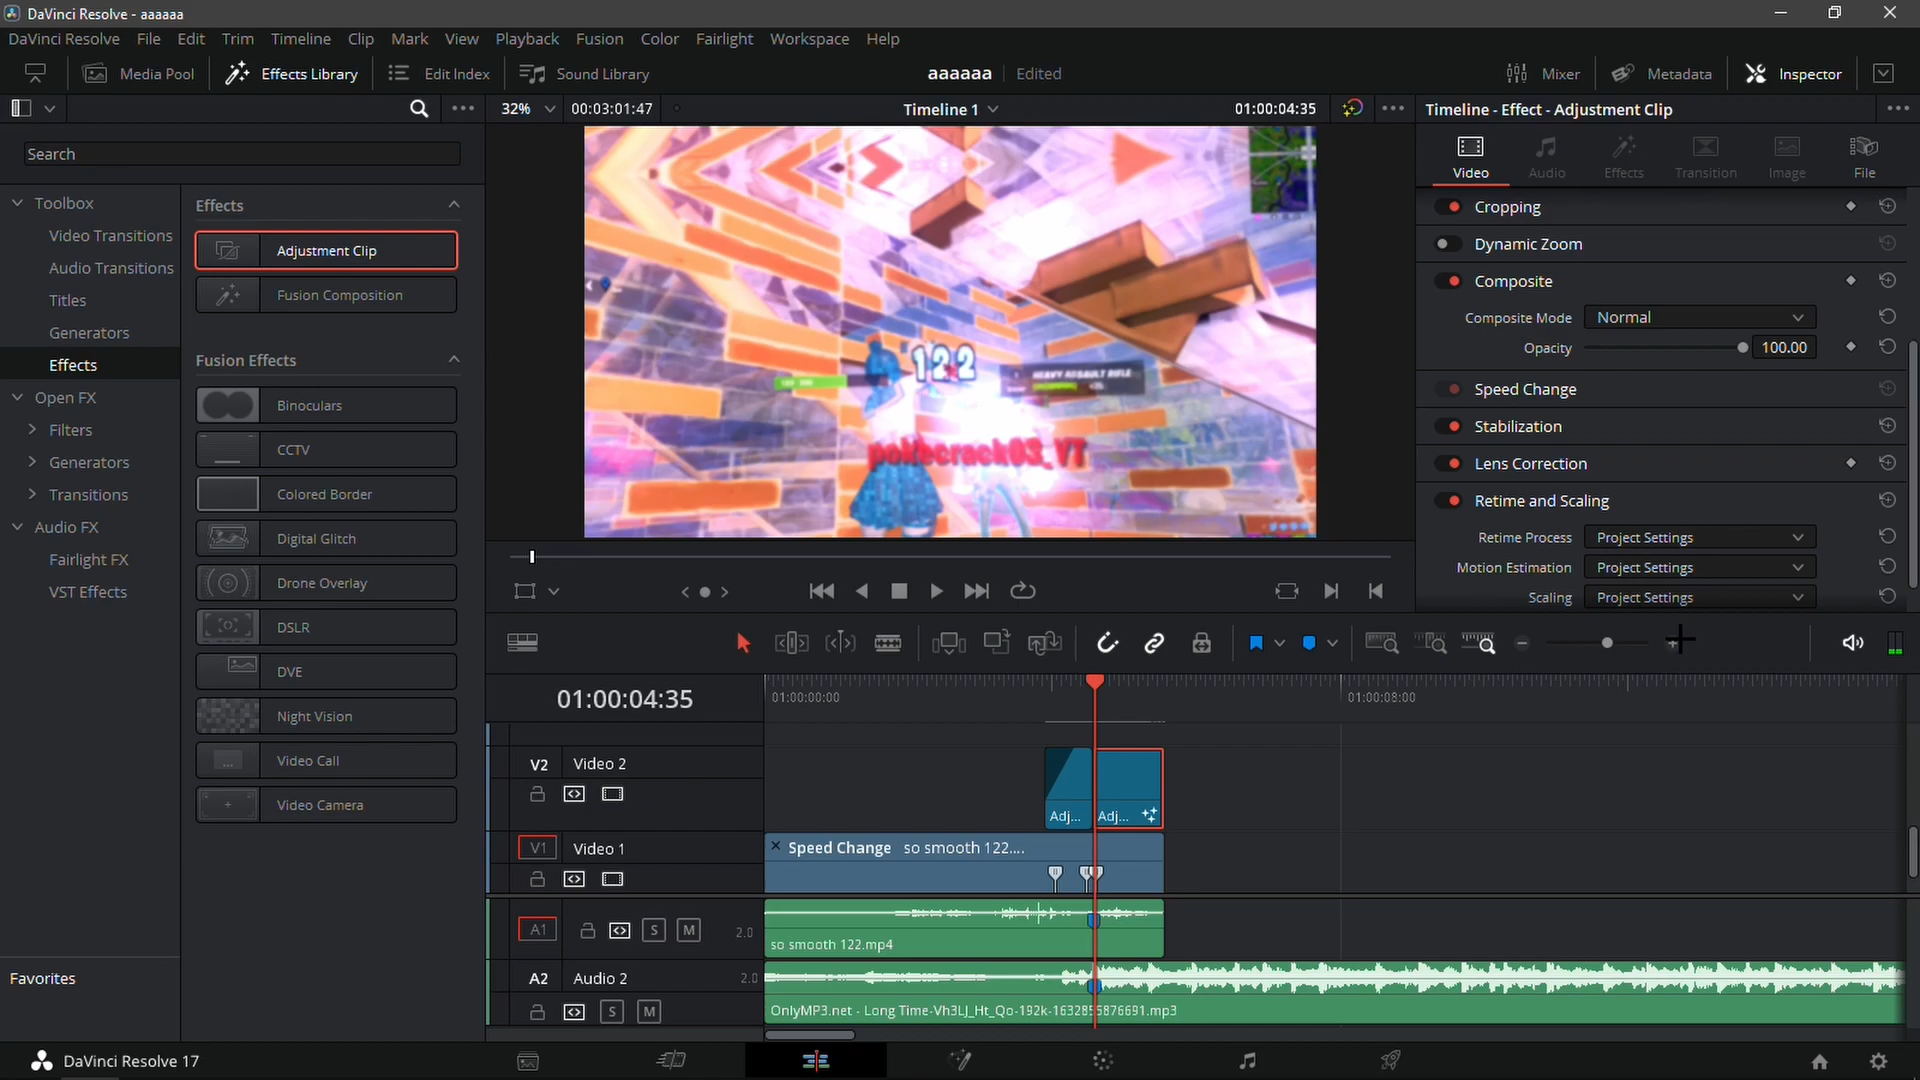 DaVinci Resolve - aaaaaa
DaVinci Resolve File Edit Trim Timeline Clip Mark View Playback Fusion Color Fairlight Workspace Help
Media Pool Effects Library Edit Index Sound Library aaaaaa Edited Mixer Metadata Inspector
32% 00:03:01:47 Timeline 1 01:00:04:35 Timeline - Effect - Adjustment Clip
Search
Video Audio Effects Transition Image File
Toolbox
Video Transitions
Audio Transitions
Titles
Generators
Effects
Open FX
Filters
Generators
Transitions
Audio FX
Fairlight FX
VST Effects
Favorites
Effects
Adjustment Clip
Fusion Composition
Fusion Effects
Binoculars
CCTV
Colored Border
Digital Glitch
Drone Overlay
DSLR
DVE
Night Vision
Video Call
Video Camera
122
HEAVY ASSAULT RIFLE
pokecrack03_YT
Cropping
Dynamic Zoom
Composite
Composite Mode Normal
Opacity 100.00
Speed Change
Stabilization
Lens Correction
Retime and Scaling
Retime Process Project Settings
Motion Estimation Project Settings
Scaling Project Settings
01:00:04:35
01:00:00:00 01:00:08:00
V2 Video 2
Adj... Adj...
V1 Video 1
Speed Change so smooth 122....
A1 S M 2.0
so smooth 122.mp4
A2 Audio 2 2.0
S M
OnlyMP3.net - Long Time-Vh3LJ_Ht_Qo-192k-1632855876691.mp3
DaVinci Resolve 17